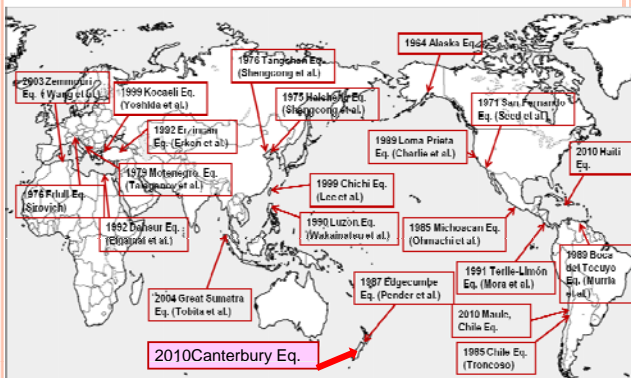 1964 Alaska Eq.
1976 Tangshan Eq.
(Shengcong et al.)
2003 Zemmouri
Eq. (Wang et al.)
1999 Kocaeli Eq.
(Yoshida et al.)
1975 Haicheng Eq.
(Shengcong et al.)
1971 San Fernando
Eq. (Seed et al.)
1992 Erzincan
Eq. (Erken et al.)
1989 Loma Prieta
Eq. (Charlie et al.)
2010 Haiti
Eq.
1979 Motenegro. Eq.
(Talaganov et al.)
1976 Friuli Eq.
(Sirovich)
1999 Chichi Eq.
(Lee et al.)
1992 Dahsur Eq.
(Elgamal et al.)
1990 Luzon Eq.
(Wakamatsu et al.)
1985 Michoacan Eq.
(Ohmachi et al.)
1991 Terlie-Limón
Eq. (Mora et al.)
1989 Boca
del Tocuyo
Eq. (Murria
et al.)
2004 Great Sumatra
Eq. (Tobita et al.)
1987 Edgecumbe
Eq. (Pender et al.)
2010 Maule,
Chile Eq.
1985 Chile Eq.
(Troncoso)
2010Canterbury Eq.